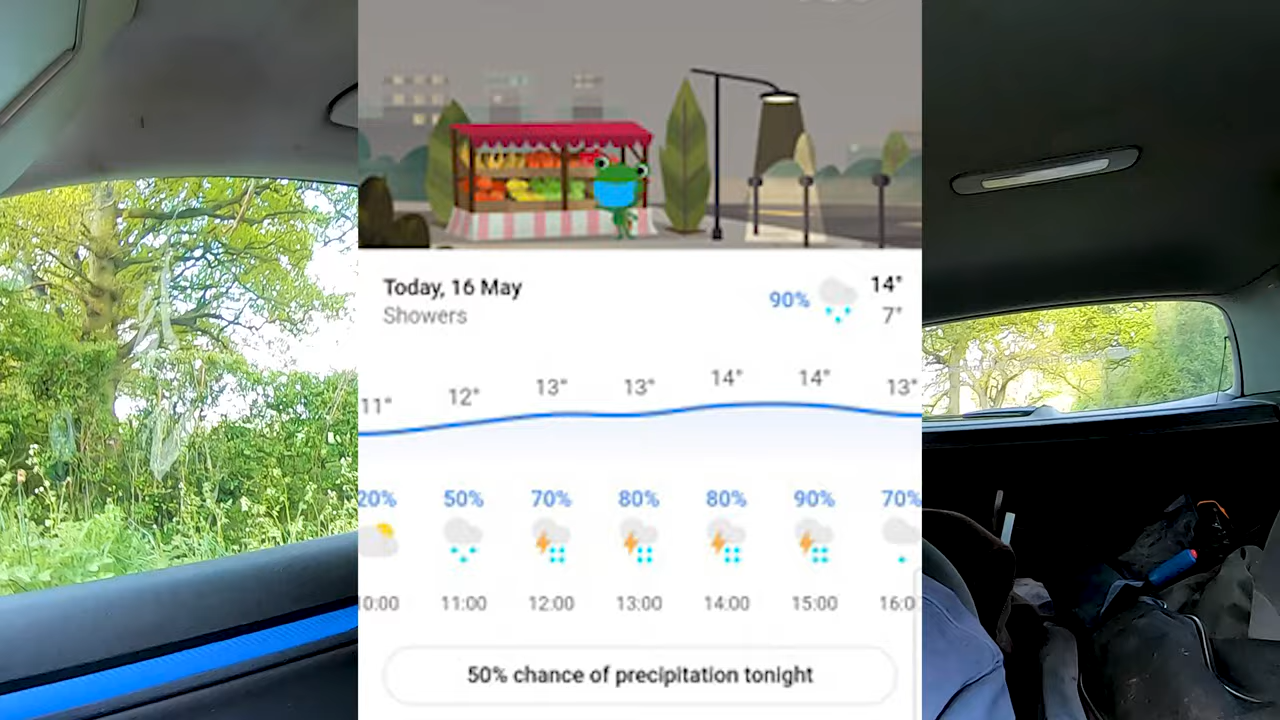 Today, 16 May
Showers
90%
14°
7°
11° 12° 13° 13° 14° 14° 13°
20% 50% 70% 80% 80% 90% 70%
10:00 11:00 12:00 13:00 14:00 15:00 16:0
50% chance of precipitation tonight